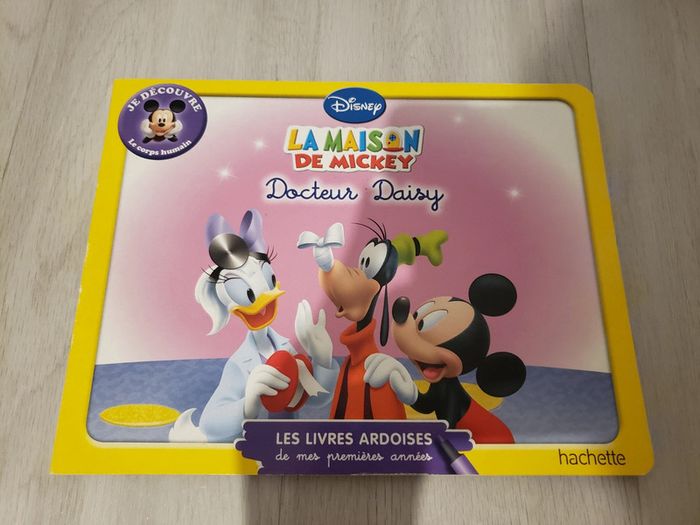 JE DÉCOUVRE
Le corps humain
Disney
LA MAISON
DE MICKEY
Docteur Daisy
LES LIVRES ARDOISES
de mes premières années
hachette